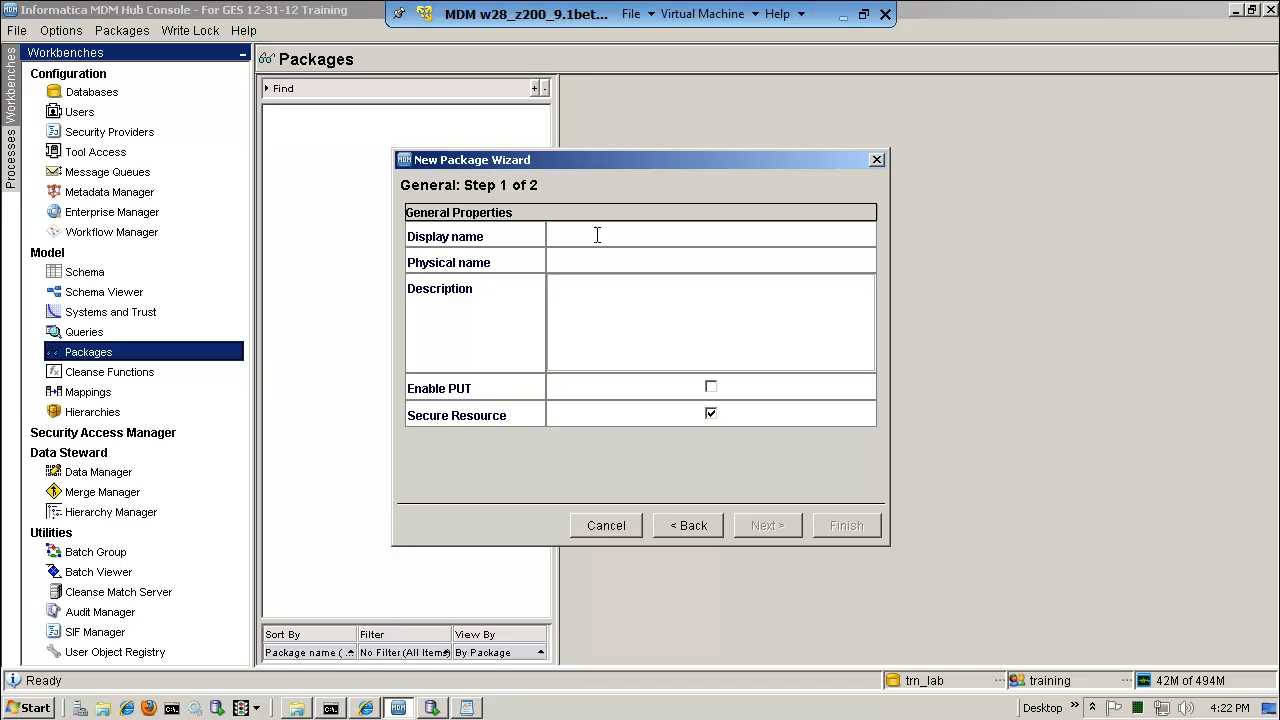 Informatica MDM Hub Console - For GES 12-31-12 Training
MDM w28_z200_9.1bet... File Virtual Machine Help
File Options Packages Write Lock Help
Workbenches
Processes
Workbenches
Configuration
Databases
Users
Security Providers
Tool Access
Message Queues
Metadata Manager
Enterprise Manager
Workflow Manager
Model
Schema
Schema Viewer
Systems and Trust
Queries
Packages
Cleanse Functions
Mappings
Hierarchies
Security Access Manager
Data Steward
Data Manager
Merge Manager
Hierarchy Manager
Utilities
Batch Group
Batch Viewer
Cleanse Match Server
Audit Manager
SIF Manager
User Object Registry
Packages
Find
+ -
MDM New Package Wizard
General: Step 1 of 2
General Properties
Display name
Physical name
Description
Enable PUT
Secure Resource
Cancel < Back Next > Finish
Sort By Filter View By
Package name (... No Filter (All Items) By Package
Ready trn_lab ... training ... 42M of 494M
Start Desktop 4:22 PM